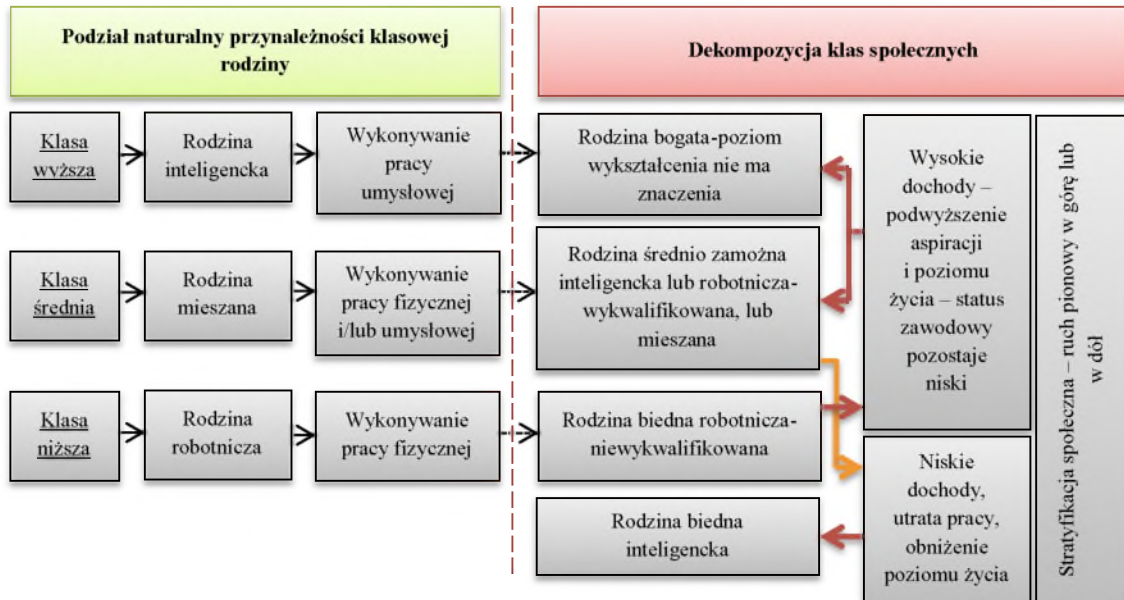 Podział naturalny przynależności klasowej
rodziny
Dekompozycja klas społecznych
Klasa
wyższa
Rodzina
inteligencka
Wykonywanie
pracy
umysłowej
Rodzina bogata-poziom
wykształcenia nie ma
znaczenia
Klasa
średnia
Rodzina
mieszana
Wykonywanie
pracy fizycznej
i/lub umysłowej
Rodzina średnio zamożna
inteligencka lub robotnicza-
wykwalifikowana, lub
mieszana
Klasa
niższa
Rodzina
robotnicza
Wykonywanie
pracy fizycznej
Rodzina biedna robotnicza-
niewykwalifikowana
Rodzina biedna
inteligencka
Wysokie
dochody –
podwyższenie
aspiracji
i poziomu
życia – status
zawodowy
pozostaje
niski
Niskie
dochody,
utrata pracy,
obniżenie
poziomu życia
Stratyfikacja społeczna – ruch pionowy w górę lub
w dół